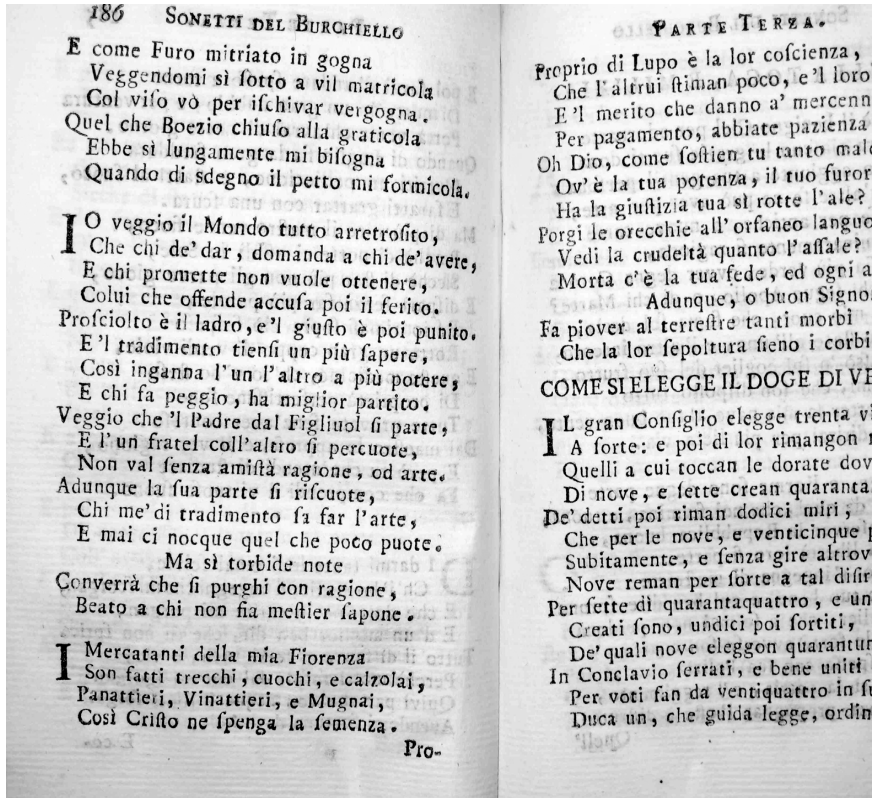 186 SONETTI DEL BURCHIELLO
E come Furo mitriato in gogna
Veggendomi sì ſotto a vil matricola
Col viſo vò per iſchivar vergogna.
Quel che Boezio chiuſo alla graticola
Ebbe sì lungamente mi biſogna
Quando di sdegno il petto mi formicola.
IO veggio il Mondo tutto arretroſito,
Che chi de' dar, domanda a chi de' avere,
E chi promette non vuole ottenere,
Colui che offende accuſa poi il ferito.
Proſciolto è il ladro, e'l giuſto è poi punito.
E 'l tradimento tienſi un più ſapere,
Così inganna l'un l'altro a più potere,
E chi fa peggio, ha miglior partito.
Veggio che 'l Padre dal Figliuol ſi parte,
E l'un fratel coll'altro ſi percuote,
Non val ſenza amiſtà ragione, od arte.
Adunque la ſua parte ſi riſcuote,
Chi me' di tradimento ſa far l'arte,
E mai ci nocque quel che poco puote.
Ma sì torbide note
Converrà che ſi purghi con ragione,
Beato a chi non fia meſtier ſapone.
I Mercatanti della mia Fiorenza
Son fatti trecchi, cuochi, e calzolai,
Panattieri, Vinattieri, e Mugnai,
Così Criſto ne ſpenga la ſemenza.
Pro-
PARTE TERZA.
Proprio di Lupo è la lor coſcienza,
Che l'altrui ſtiman poco, e'l loro
E 'l merito che danno a' mercenn
Per pagamento, abbiate pazienza
Oh Dio, come ſoſtien tu tanto male
Ov'è la tua potenza, il tuo furor
Ha la giuſtizia tua sì rotte l'ale?
Porgi le orecchie all'orfaneo languo
Vedi la crudeltà quanto l'aſſale?
Morta c'è la tua fede, ed ogni a
Adunque, o buon Signo
Fa piover al terreſtre tanti morbi
Che la lor ſepoltura ſieno i corbi
COME SI ELEGGE IL DOGE DI VE
IL gran Conſiglio elegge trenta v
A ſorte: e poi di lor rimangon
Quelli a cui toccan le dorate dov
Di nove, e ſette crean quaranta
De' detti poi riman dodici miri,
Che per le nove, e venticinque p
Subitamente, e ſenza gire altrov
Nove reman per ſorte a tal diſir
Per ſette dì quarantaquattro, e un
Creati ſono, undici poi ſortiti,
De' quali nove eleggon quarantun
In Conclavio ſerrati, e bene uniti
Per voti fan da ventiquattro in ſu
Duca un, che guida legge, ordin
Quell'